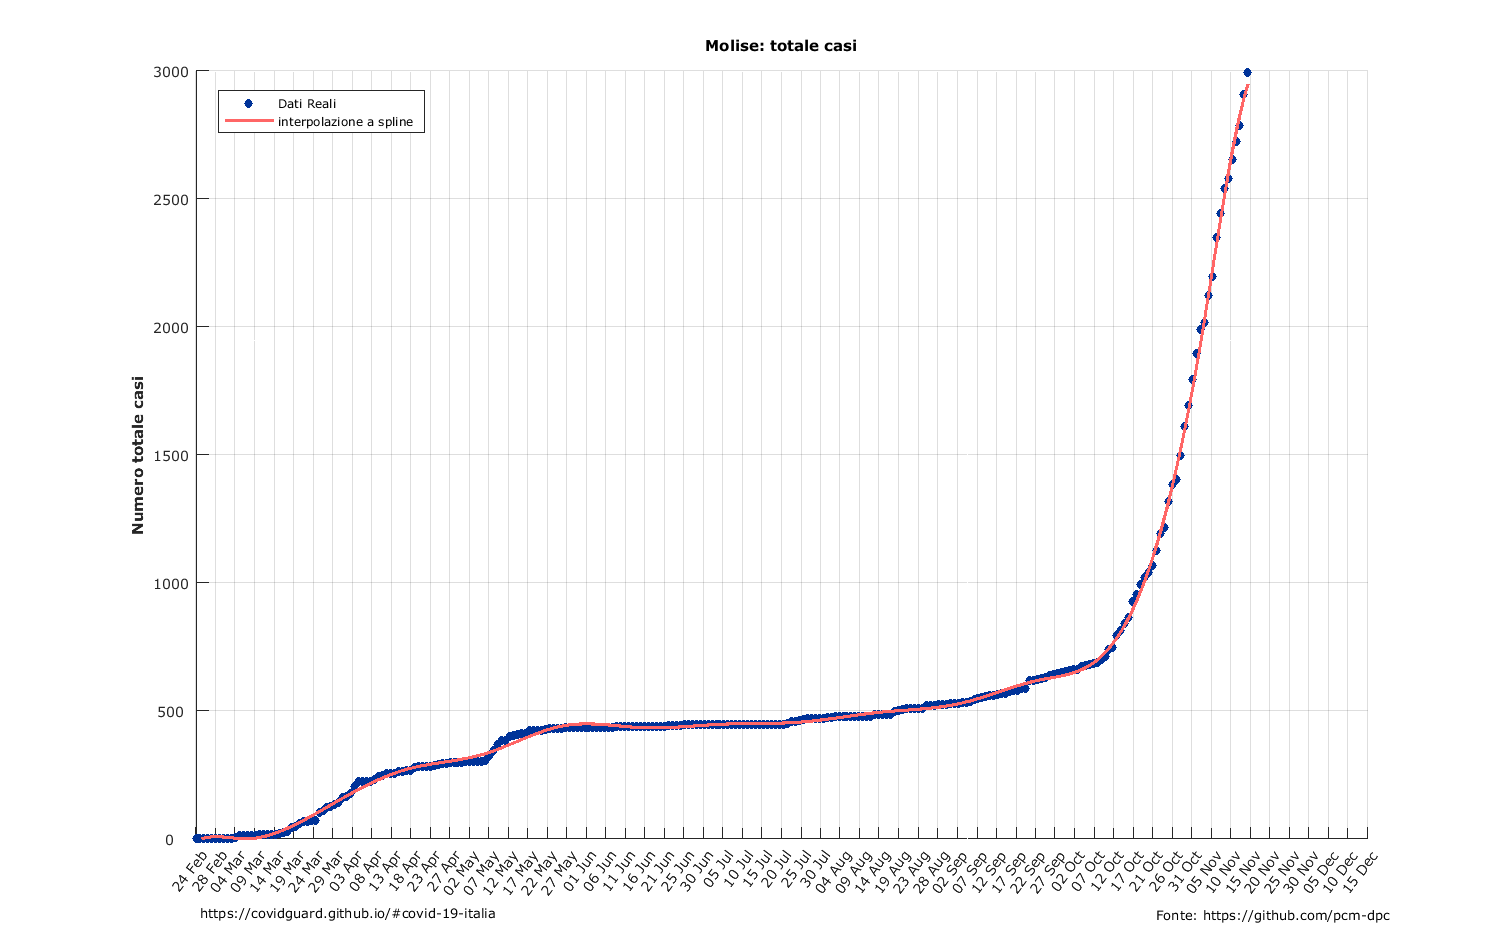 Molise: totale casi
Dati Reali
interpolazione a spline
Numero totale casi
3000
2500
2000
1500
1000
500
0
24 Feb
28 Feb
04 Mar
09 Mar
14 Mar
19 Mar
24 Mar
29 Mar
03 Apr
08 Apr
13 Apr
18 Apr
23 Apr
27 Apr
02 May
07 May
12 May
17 May
22 May
27 May
01 Jun
06 Jun
11 Jun
16 Jun
21 Jun
25 Jun
30 Jun
05 Jul
10 Jul
15 Jul
20 Jul
25 Jul
30 Jul
04 Aug
09 Aug
14 Aug
19 Aug
23 Aug
28 Aug
02 Sep
07 Sep
12 Sep
17 Sep
22 Sep
27 Sep
02 Oct
07 Oct
12 Oct
17 Oct
21 Oct
26 Oct
31 Oct
05 Nov
10 Nov
15 Nov
20 Nov
25 Nov
30 Nov
05 Dec
10 Dec
15 Dec
https://covidguard.github.io/#covid-19-italia
Fonte: https://github.com/pcm-dpc